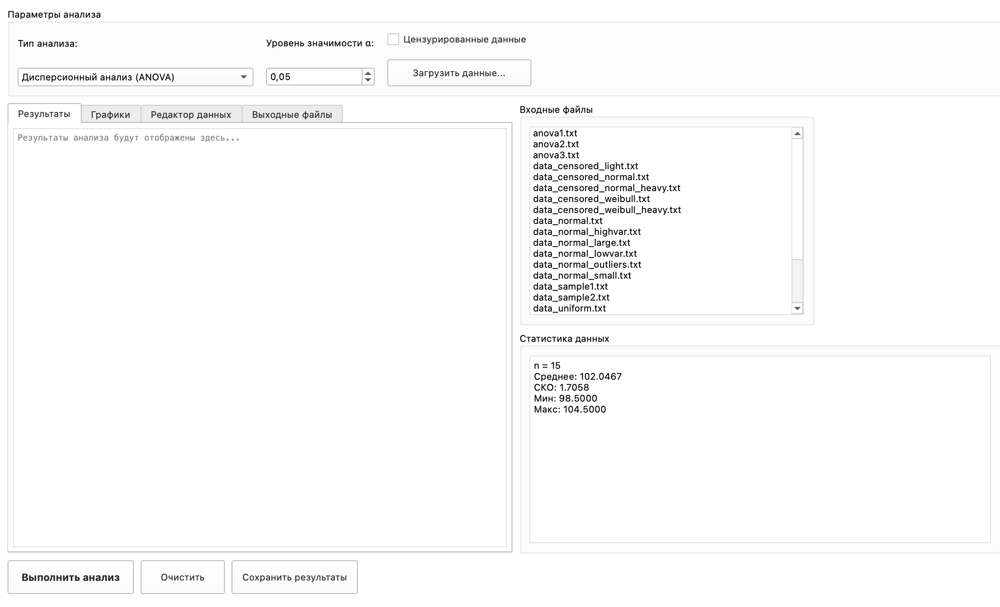 Параметры анализа
Тип анализа:
Уровень значимости α:
Цензурированные данные
Дисперсионный анализ (ANOVA)
0,05
Загрузить данные...
Результаты
Графики
Редактор данных
Выходные файлы
Результаты анализа будут отображены здесь...
Входные файлы
anova1.txt
anova2.txt
anova3.txt
data_censored_light.txt
data_censored_normal.txt
data_censored_normal_heavy.txt
data_censored_weibull.txt
data_censored_weibull_heavy.txt
data_normal.txt
data_normal_highvar.txt
data_normal_large.txt
data_normal_lowvar.txt
data_normal_outliers.txt
data_normal_small.txt
data_sample1.txt
data_sample2.txt
data_uniform.txt
Статистика данных
n = 15
Среднее: 102.0467
СКО: 1.7058
Мин: 98.5000
Макс: 104.5000
Выполнить анализ
Очистить
Сохранить результаты